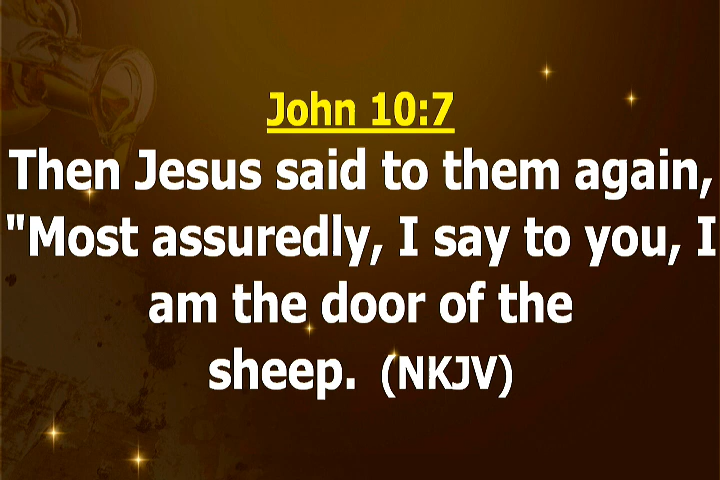 John 10:7
Then Jesus said to them again,
"Most assuredly, I say to you, I
am the door of the
sheep. (NKJV)